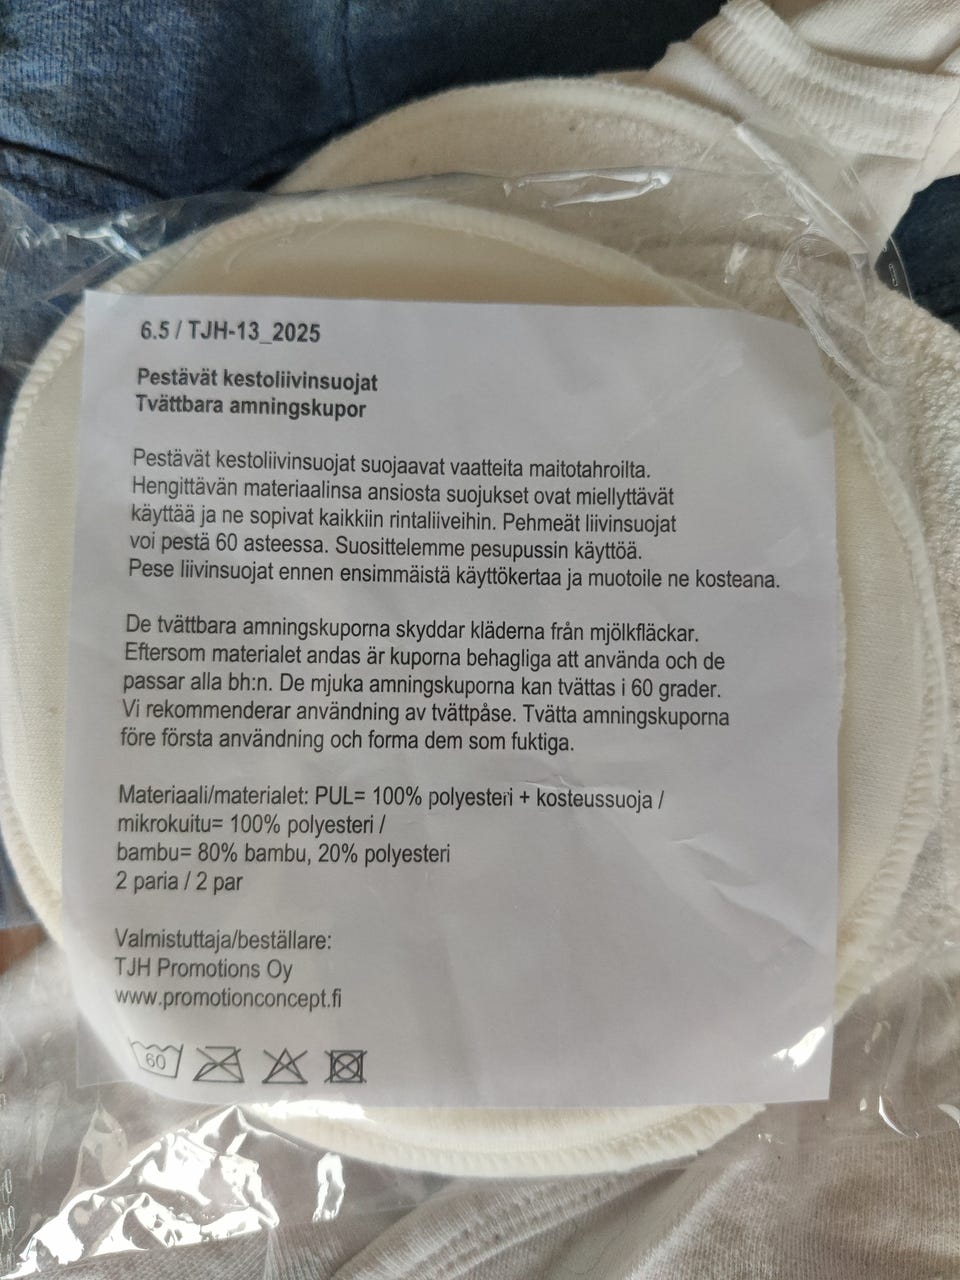 6.5 / TJH-13_2025
Pestävät kestoliivinsuojat
Tvättbara amningskupor
Pestävät kestoliivinsuojat suojaavat vaatteita maitotahroilta.
Hengittävän materiaalinsa ansiosta suojukset ovat miellyttävät
käyttää ja ne sopivat kaikkiin rintaliiveihin. Pehmeät liivinsuojat
voi pestä 60 asteessa. Suosittelemme pesupussin käyttöä.
Pese liivinsuojat ennen ensimmäistä käyttökertaa ja muotoile ne kosteana.
De tvättbara amningskuporna skyddar kläderna från mjölkfläckar.
Eftersom materialet andas är kuporna behagliga att använda och de
passar alla bh:n. De mjuka amningskuporna kan tvättas i 60 grader.
Vi rekommenderar användning av tvättpåse. Tvätta amningskuporna
före första användning och forma dem som fuktiga.
Materiaali/materialet: PUL= 100% polyesteri + kosteussuoja /
mikrokuitu= 100% polyesteri /
bambu= 80% bambu, 20% polyesteri
2 paria / 2 par
Valmistuttaja/beställare:
TJH Promotions Oy
www.promotionconcept.fi
60